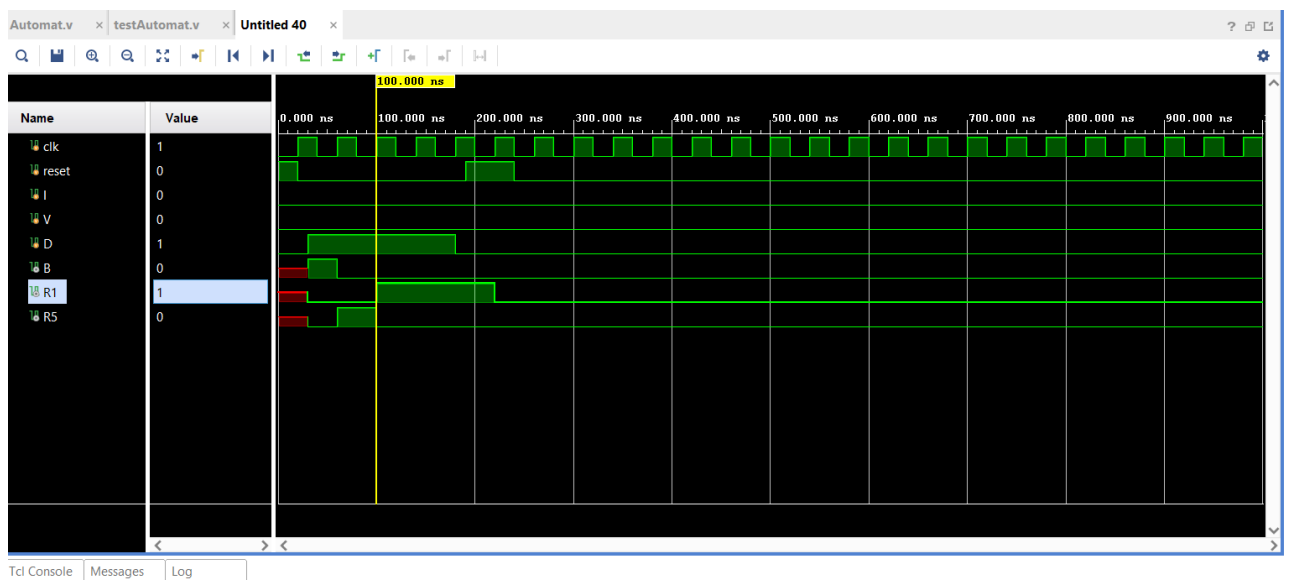 Automat.v × testAutomat.v × Untitled 40 × ?
100.000 ns
Name Value 0.000 ns 100.000 ns 200.000 ns 300.000 ns 400.000 ns 500.000 ns 600.000 ns 700.000 ns 800.000 ns 900.000 ns
clk 1
reset 0
I 0
V 0
D 1
B 0
R1 1
R5 0
Tcl Console Messages Log